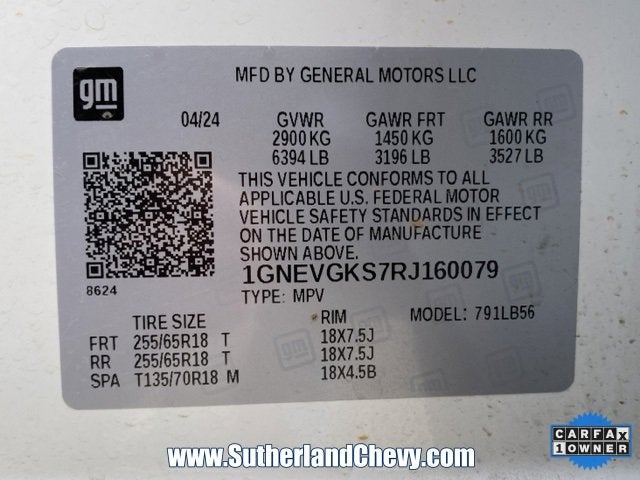 gm
MFD BY GENERAL MOTORS LLC
04/24 GVWR GAWR FRT GAWR RR
2900 KG 1450 KG 1600 KG
6394 LB 3196 LB 3527 LB
THIS VEHICLE CONFORMS TO ALL
APPLICABLE U.S. FEDERAL MOTOR
VEHICLE SAFETY STANDARDS IN EFFECT
ON THE DATE OF MANUFACTURE
SHOWN ABOVE.
8624
1GNEVGKS7RJ160079
TYPE: MPV MODEL: 791LB56
TIRE SIZE RIM
FRT 255/65R18 T 18X7.5J
RR 255/65R18 T 18X7.5J
SPA T135/70R18 M 18X4.5B
www.SutherlandChevy.com
CARFAX
1 OWNER